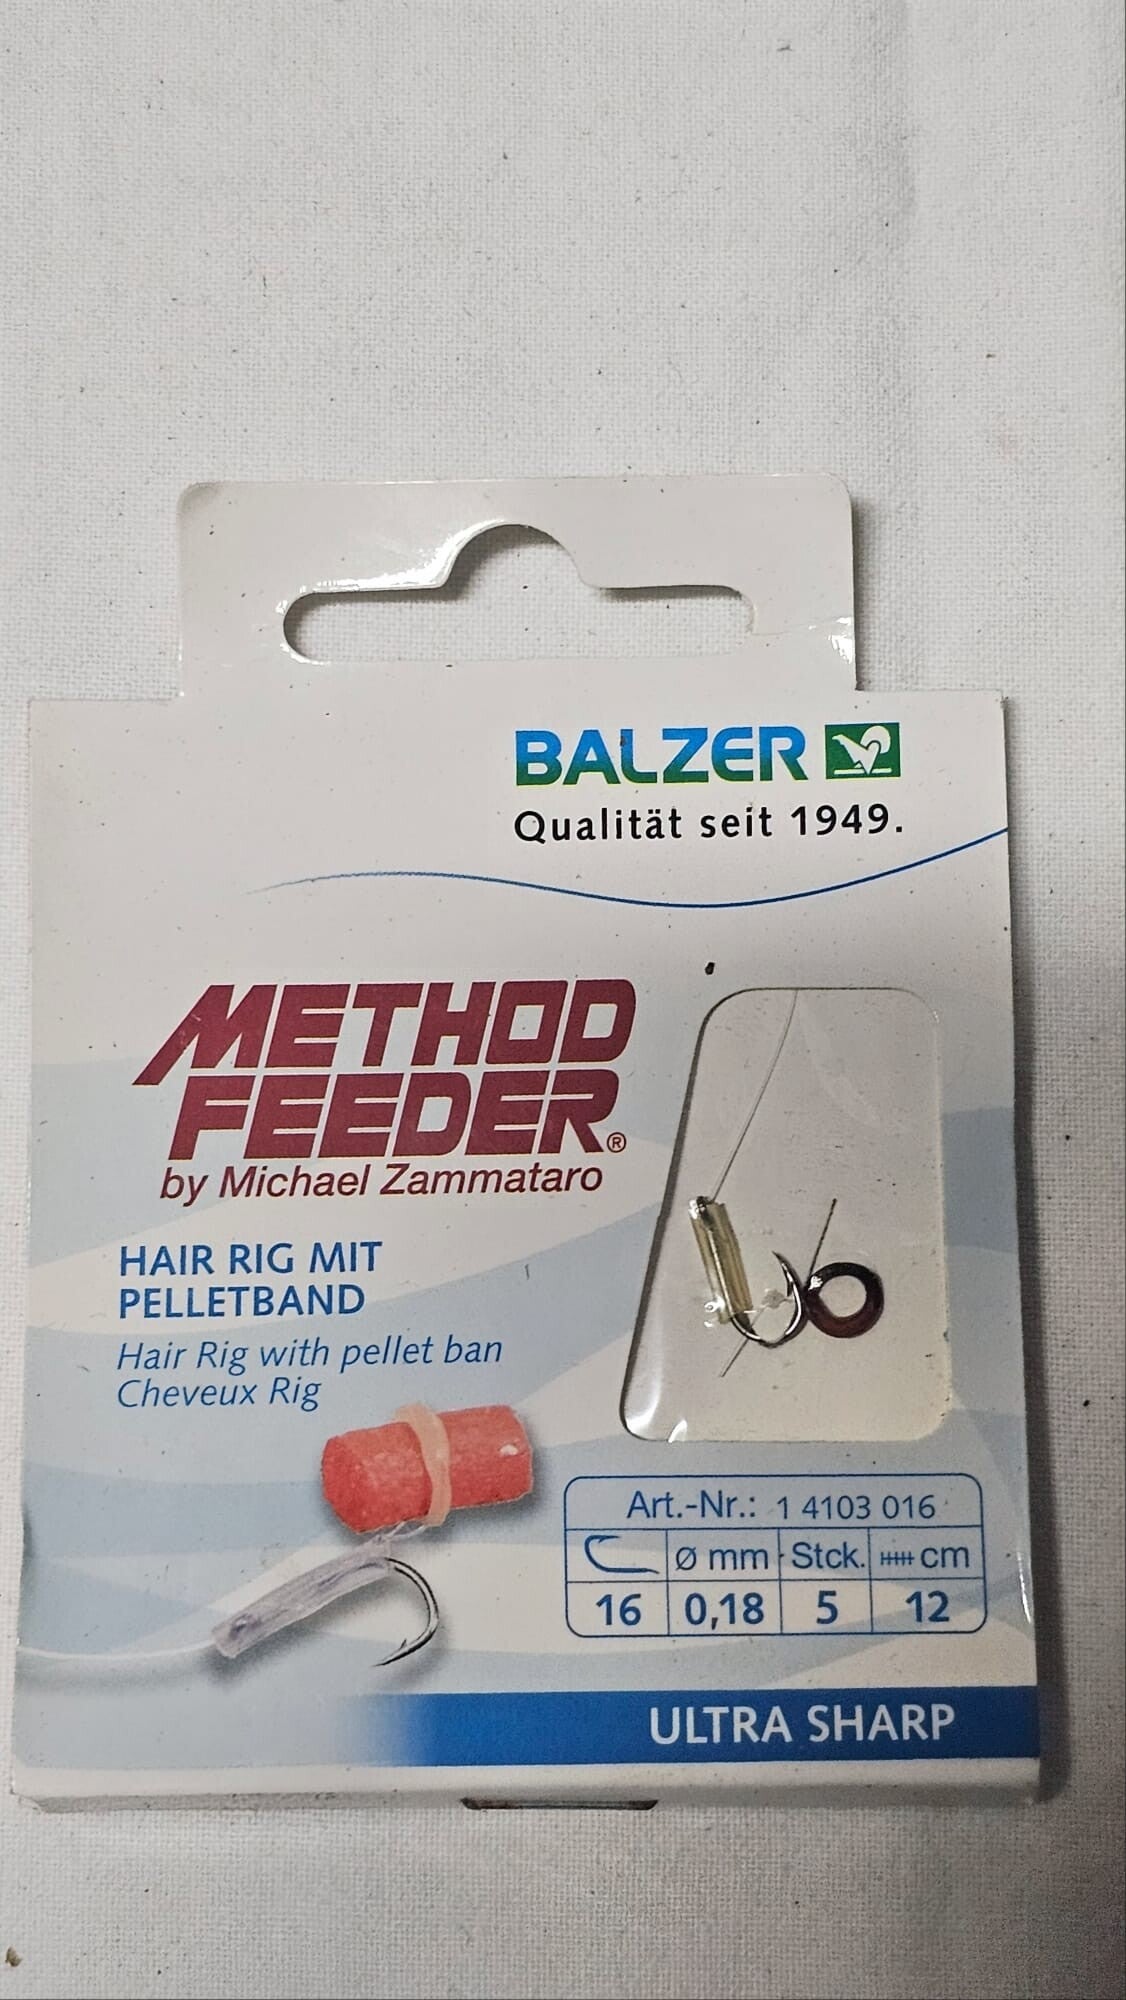 BALZER
Qualität seit 1949.
METHOD
FEEDER®
by Michael Zammataro
HAIR RIG MIT
PELLETBAND
Hair Rig with pellet ban
Cheveux Rig
Art.-Nr.: 1 4103 016
Ø mm Stck. cm
16 0,18 5 12
ULTRA SHARP